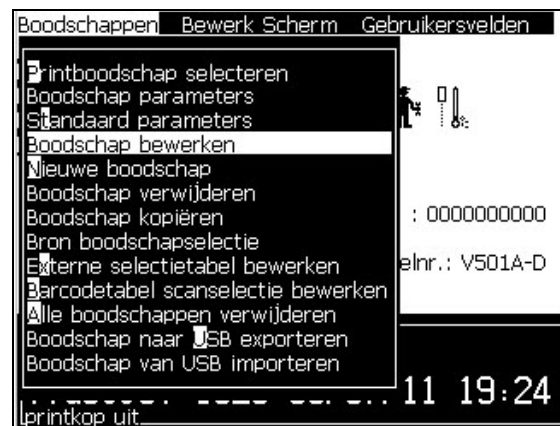 Boodschappen Bewerk Scherm Gebruikersvelden
Printboodschap selecteren
Boodschap parameters
Standaard parameters
Boodschap bewerken
Nieuwe boodschap
Boodschap verwijderen
Boodschap kopiëren
: 0000000000
Bron boodschapselectie
Externe selectietabel bewerken
elnr.: V501A-D
Barcodetabel scanselectie bewerken
Alle boodschappen verwijderen
Boodschap naar USB exporteren
Boodschap van USB importeren
11 19:24
printkop uit